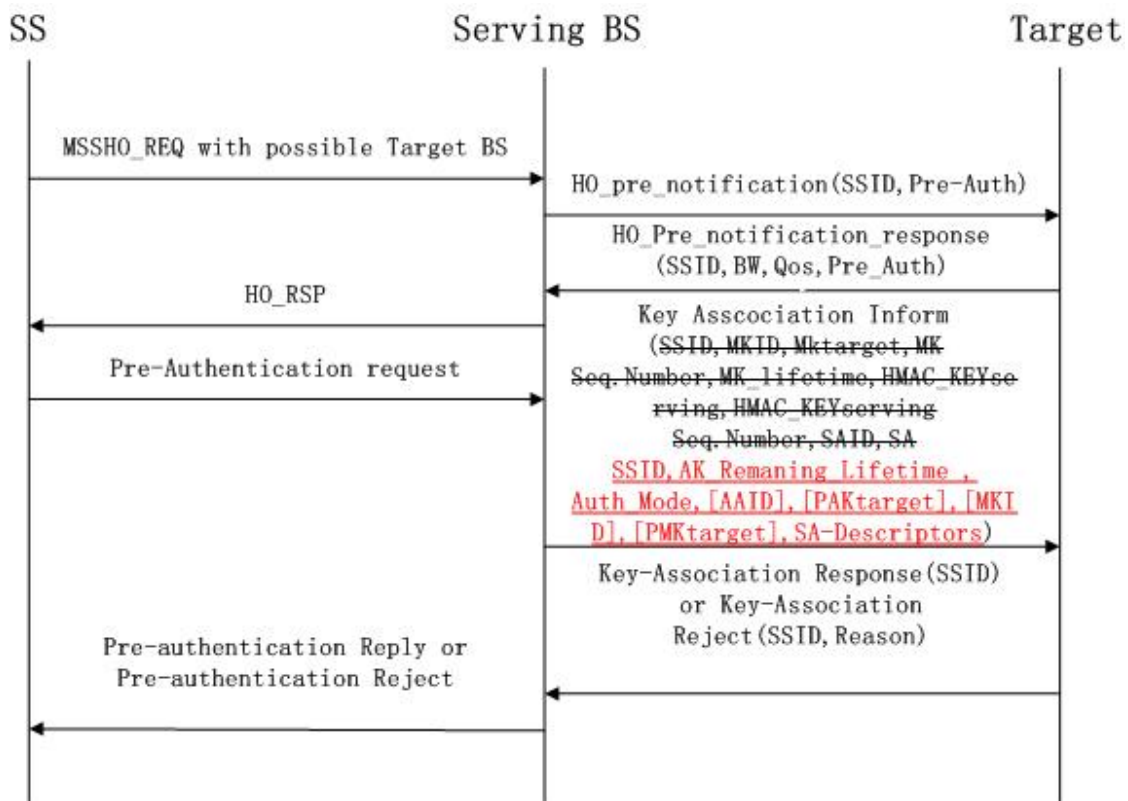 SS Serving BS Target
MSSHO_REQ with possible Target BS
HO_pre_notification(SSID,Pre-Auth)
HO_Pre_notification_response
(SSID,BW,Qos,Pre_Auth)
HO_RSP
Key Asscociation Inform
(SSID,MKID,Mktarget,MK
Seq.Number,MK_lifetime,HMAC_KEYse
rving,HMAC_KEYserving
Seq.Number,SAID,SA
SSID,AK_Remaning_Lifetime ,
Auth_Mode,[AAID],[PAKtarget],[MKI
D],[PMKtarget],SA-Descriptors)
Pre-Authentication request
Key-Association Response(SSID)
or Key-Association
Reject(SSID,Reason)
Pre-authentication Reply or
Pre-authentication Reject